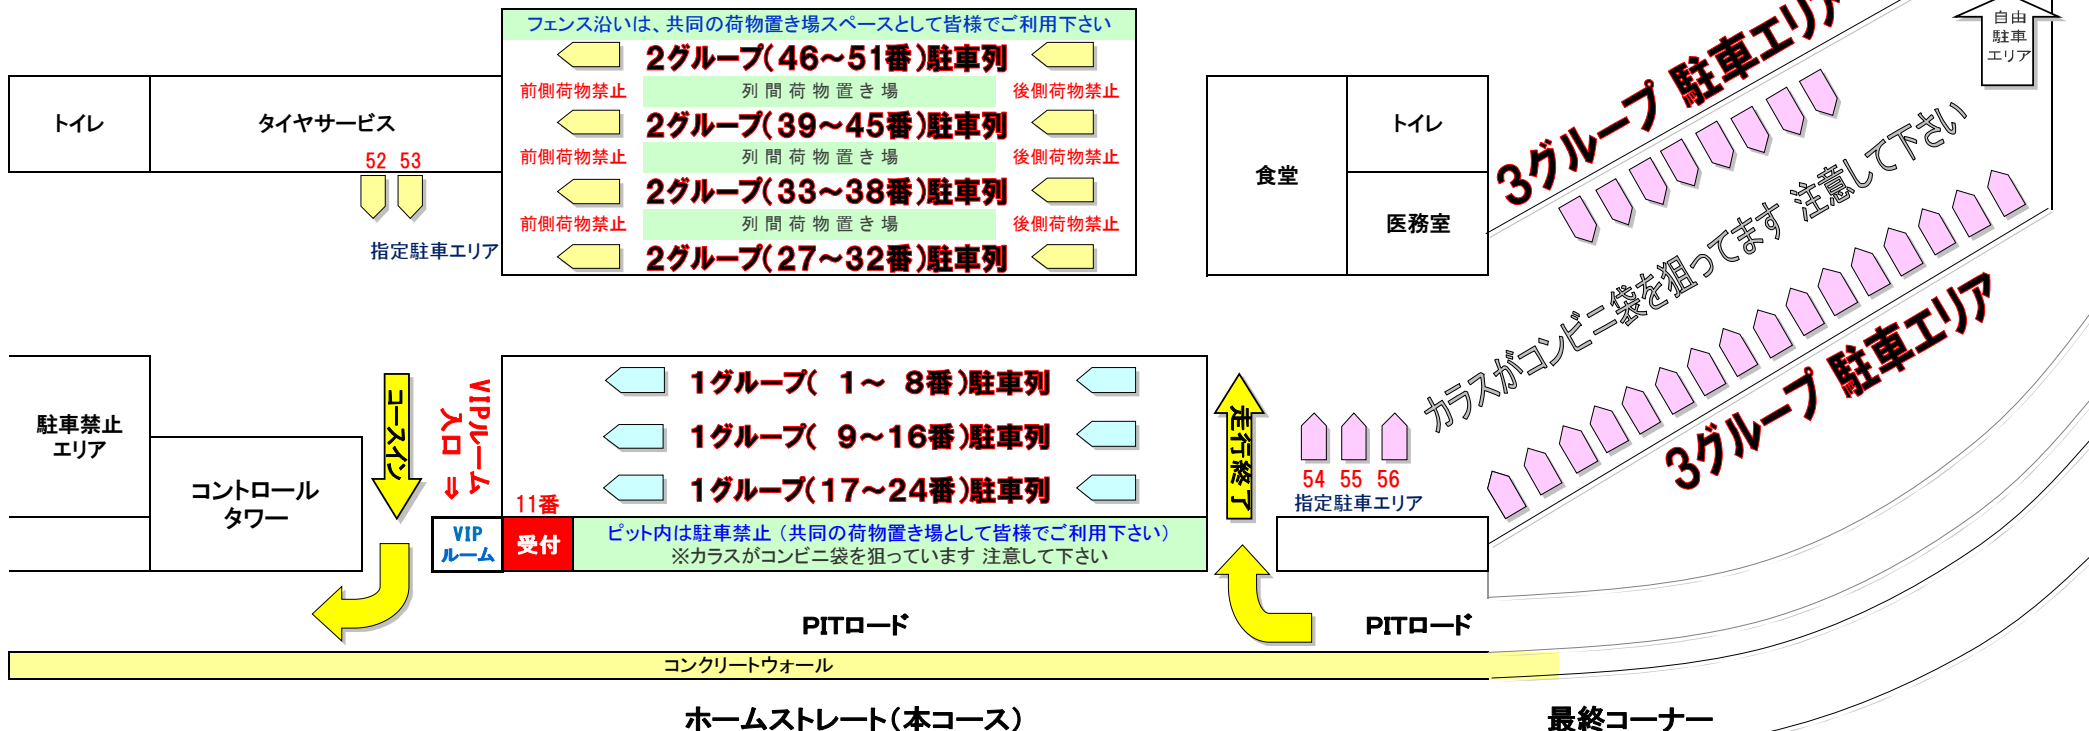 フェンス沿いは、共同の荷物置き場スペースとして皆様でご利用下さい
2グループ(46～51番)駐車列
前側荷物禁止 列間荷物置き場 後側荷物禁止
2グループ(39～45番)駐車列
前側荷物禁止 列間荷物置き場 後側荷物禁止
2グループ(33～38番)駐車列
前側荷物禁止 列間荷物置き場 後側荷物禁止
2グループ(27～32番)駐車列
トイレ
タイヤサービス
52 53
指定駐車エリア
食堂
トイレ
医務室
3グループ 駐車エリア
自由
駐車
エリア
カラスがコンビニ袋を狙ってます 注意して下さい
3グループ 駐車エリア
駐車禁止
エリア
コントロール
タワー
コースイン
VIPルーム
入口 ⇒
1グループ( 1～ 8番)駐車列
1グループ( 9～16番)駐車列
1グループ(17～24番)駐車列
走行終了
54 55 56
指定駐車エリア
11番
VIP
ルーム
受付
ピット内は駐車禁止（共同の荷物置き場として皆様でご利用下さい）
※カラスがコンビニ袋を狙っています 注意して下さい
PITロード
PITロード
コンクリートウォール
ホームストレート(本コース)
最終コーナー